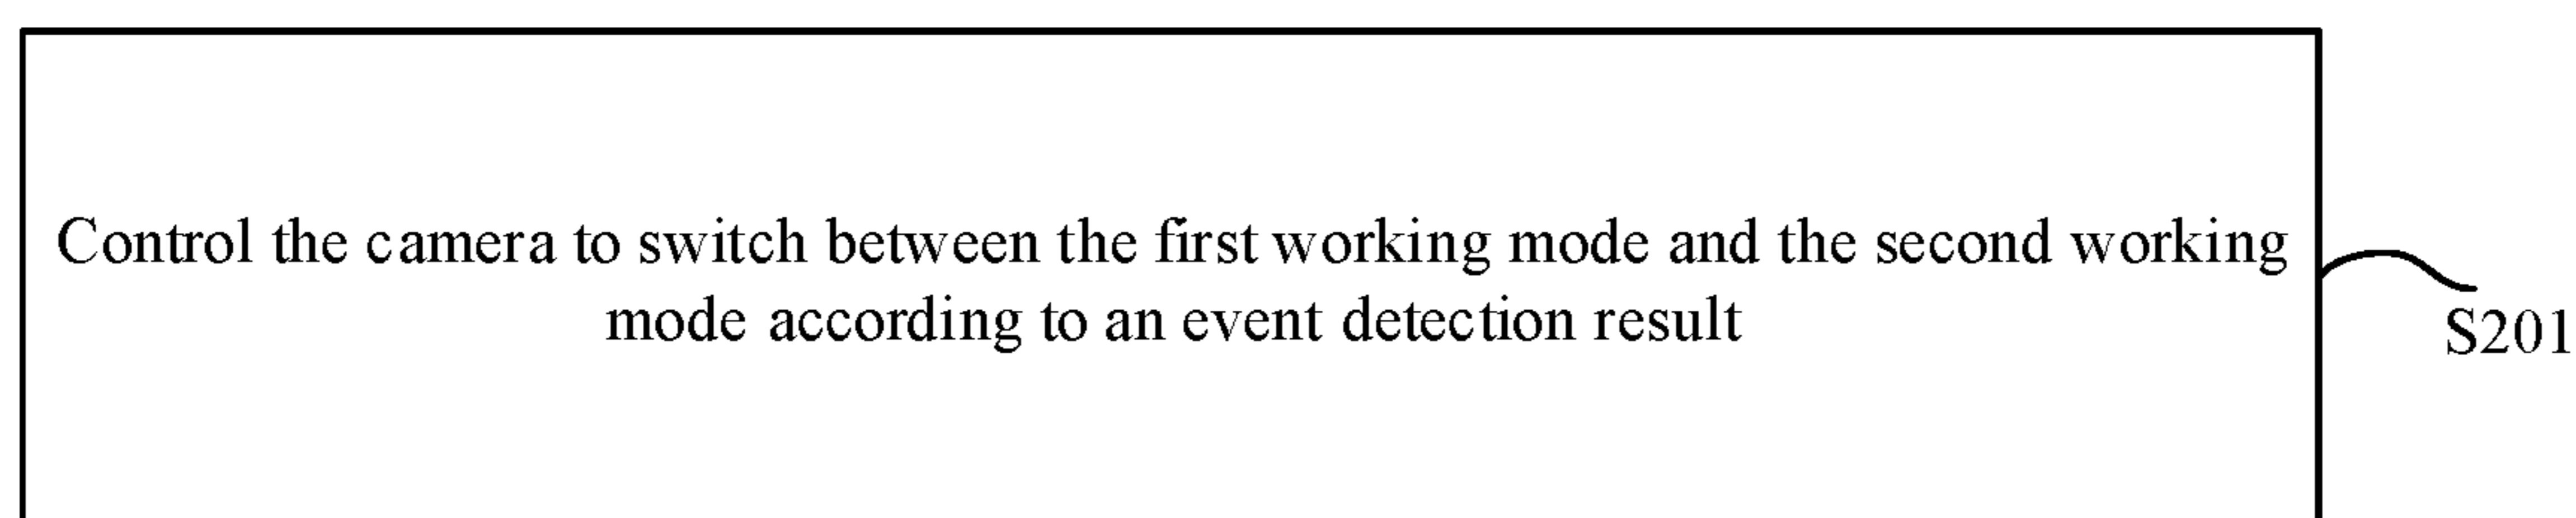 Control the camera to switch between the first working mode and the second working
mode according to an event detection result
S201